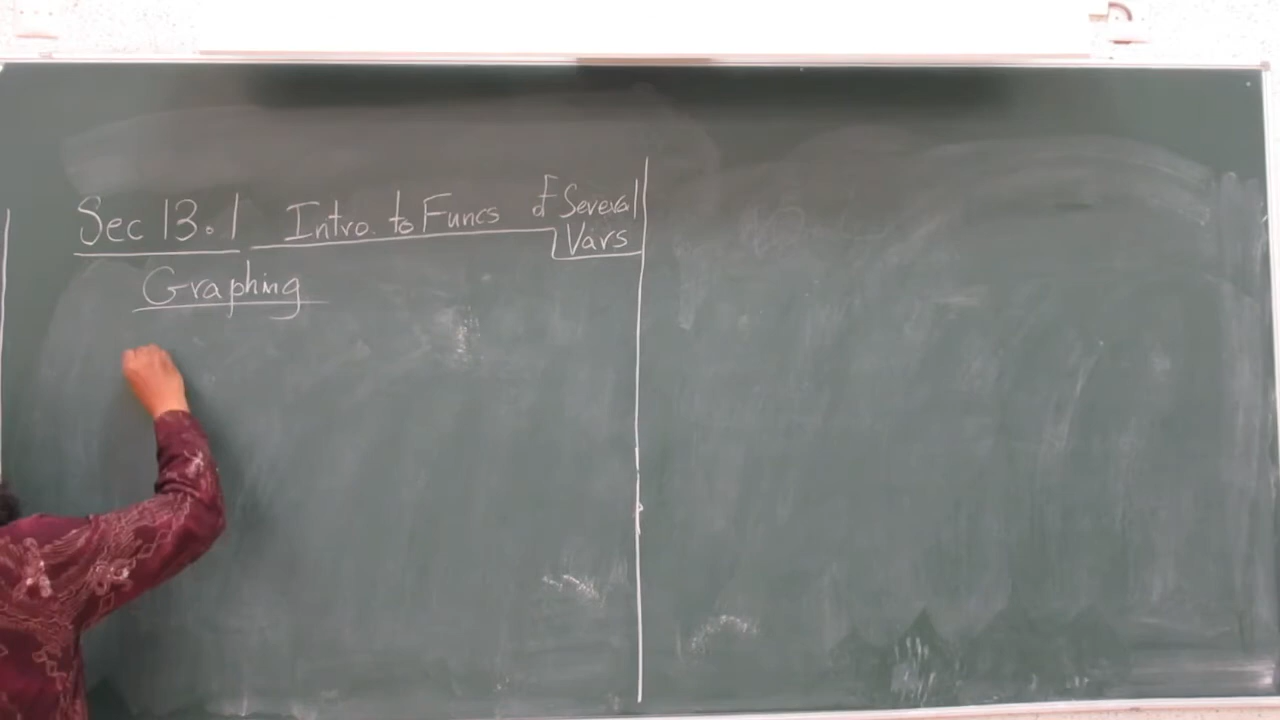 Sec 13.1 Intro. to Funcs of Several
Vars
Graphing